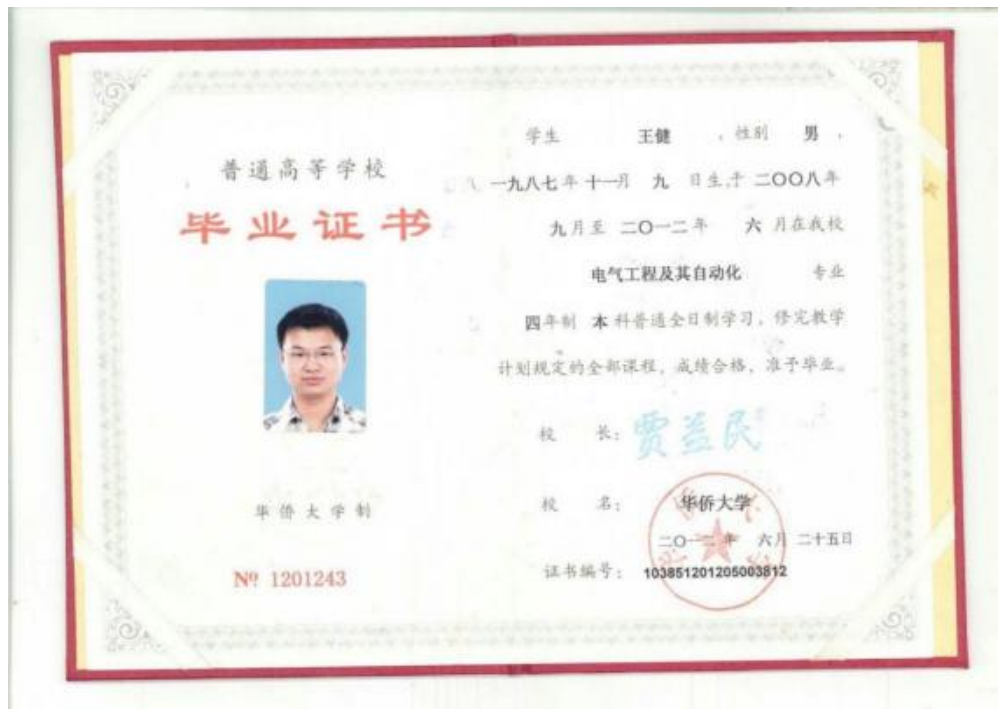 普通高等学校
毕业证书
华侨大学制
№ 1201243
学生 王健 ，性别 男 ，
一九八七年 十一月 九 日生,于 二〇〇八年
九月至 二〇一二年 六 月在我校
电气工程及其自动化 专业
四年制 本 科普通全日制学习，修完教学
计划规定的全部课程，成绩合格，准予毕业。
校 长： 贾益民
校 名： 华侨大学
二〇一二年 六月 二十五日
证书编号： 103851201205003812